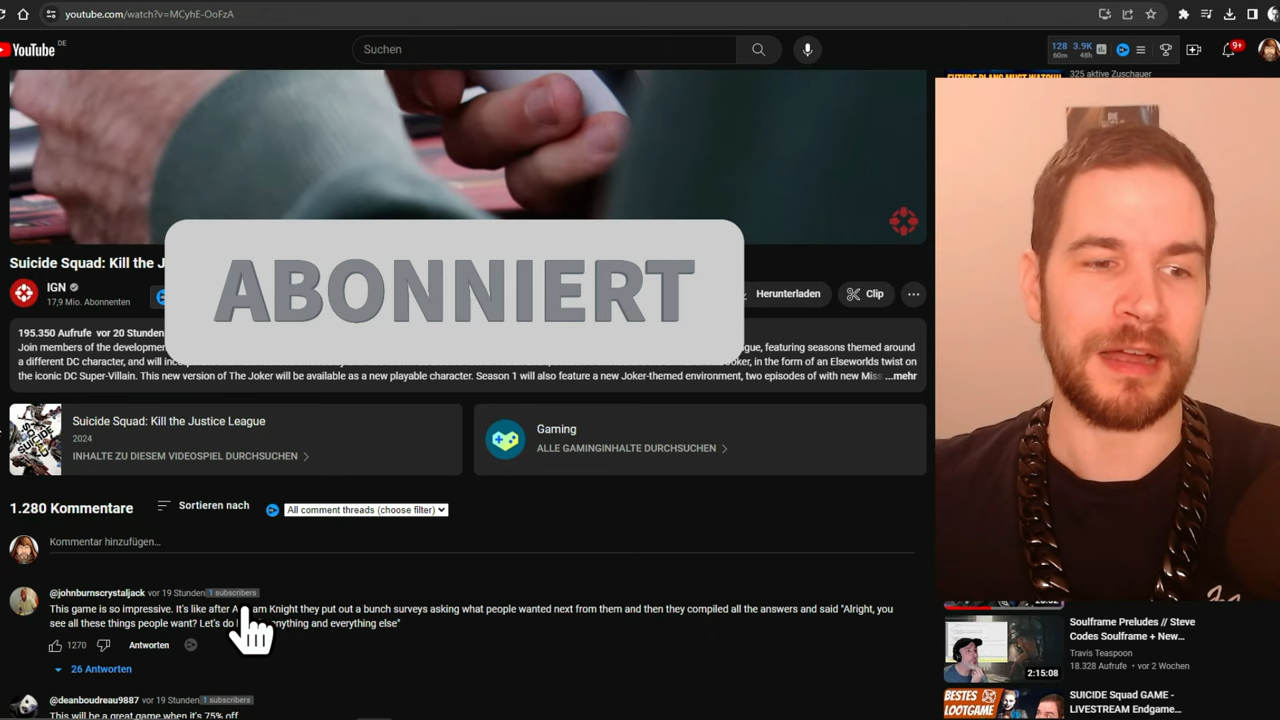 youtube.com/watch?v=MCyhE-OoFzA
YouTube DE
Suchen
128 3.9K
60m 48h
9+
325 aktive Zuschauer
Suicide Squad: Kill the J
ABONNIERT
IGN
17,9 Mio. Abonnenten
Herunterladen
Clip
195.350 Aufrufe vor 20 Stunden
Join members of the developmen gue, featuring seasons themed around
a different DC character, and will oker, in the form of an Elseworlds twist on
the iconic DC Super-Villain. This new version of The Joker will be available as a new playable character. Season 1 will also feature a new Joker-themed environment, two episodes of with new Miss ...mehr
Suicide Squad: Kill the Justice League
2024
INHALTE ZU DIESEM VIDEOSPIEL DURCHSUCHEN
Gaming
ALLE GAMINGINHALTE DURCHSUCHEN
1.280 Kommentare
Sortieren nach
All comment threads (choose filter)
Kommentar hinzufügen...
@johnburnscrystaljack vor 19 Stunden 1 subscribers
This game is so impressive. It's like after A am Knight they put out a bunch surveys asking what people wanted next from them and then they compiled all the answers and said "Alright, you
see all these things people want? Let's do anything and everything else"
1270
Antworten
26 Antworten
@deanboudreau9887 vor 19 Stunden 1 subscribers
This will be a great game when it's 75% off
Soulframe Preludes // Steve
Codes Soulframe + New...
Travis Teaspoon
18.328 Aufrufe • vor 2 Wochen
2:15:08
BESTES
LOOTGAME
SUICIDE Squad GAME -
LIVESTREAM Endgame...